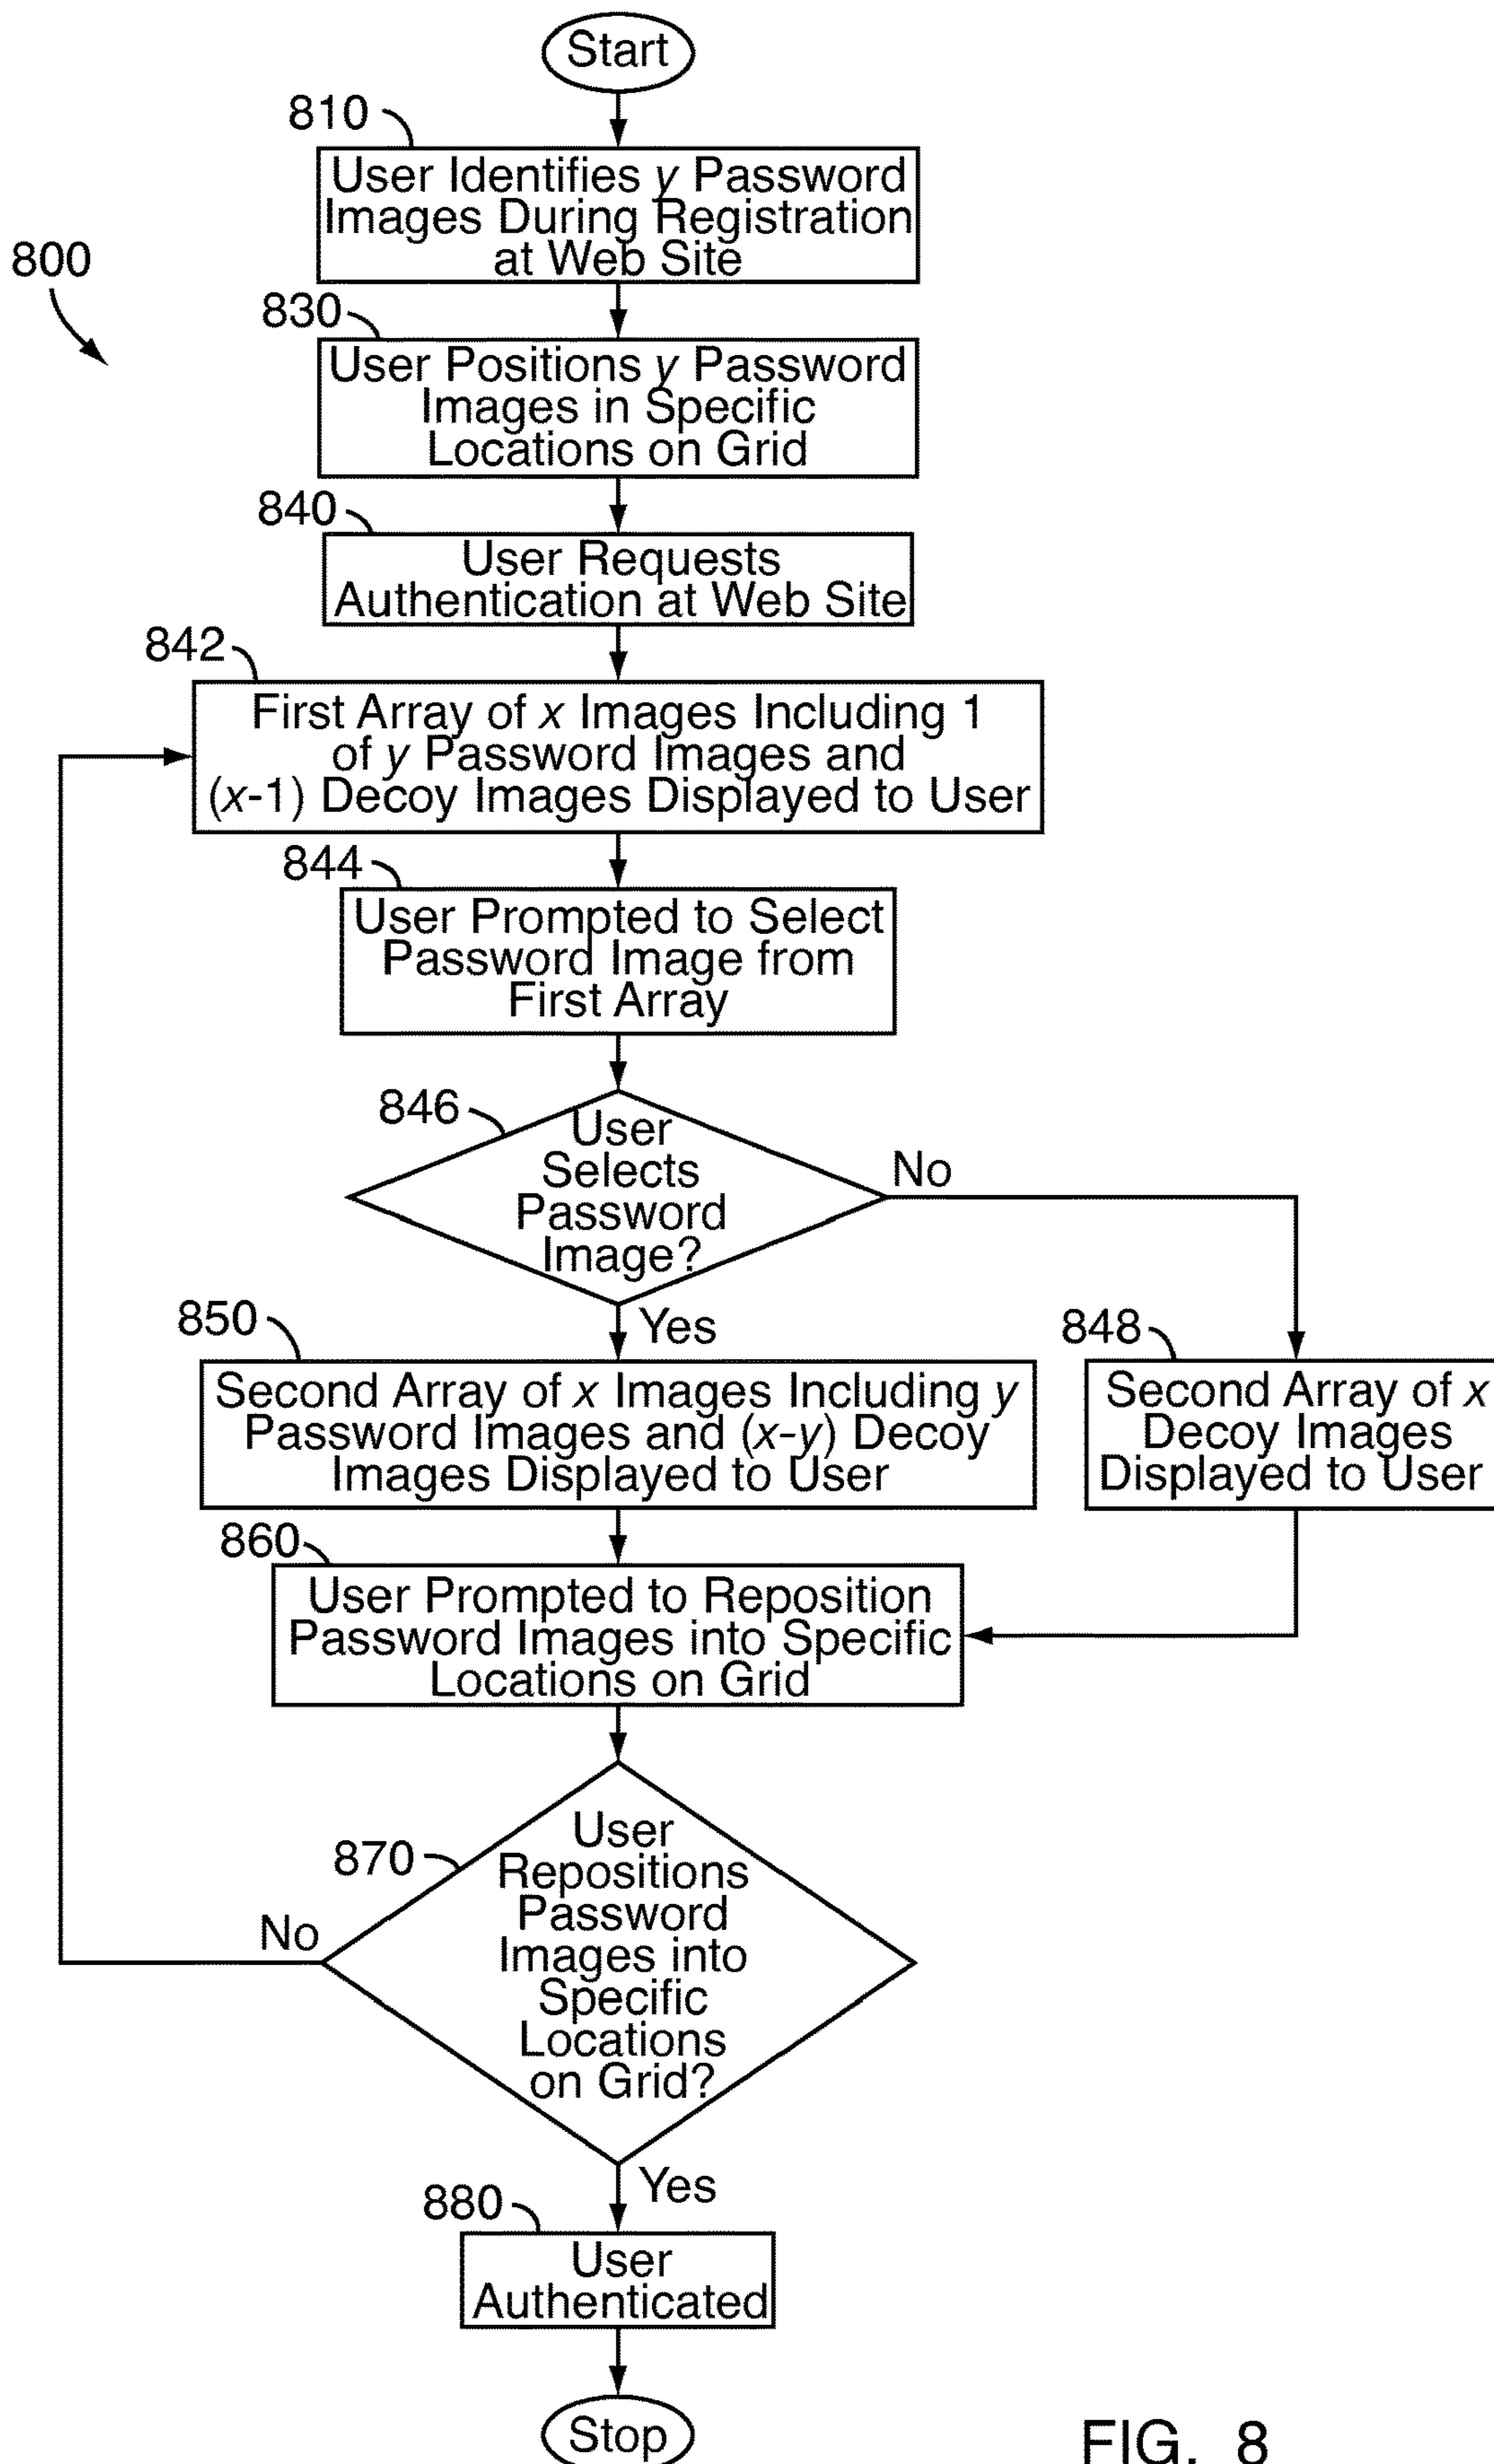 Start
810
User Identifies y Password
Images During Registration
at Web Site
800
830
User Positions y Password
Images in Specific
Locations on Grid
840
User Requests
Authentication at Web Site
842
First Array of x Images Including 1
of y Password Images and
(x-1) Decoy Images Displayed to User
844
User Prompted to Select
Password Image from
First Array
846
User
Selects
Password
Image?
No
Yes
850
Second Array of x Images Including y
Password Images and (x-y) Decoy
Images Displayed to User
848
Second Array of x
Decoy Images
Displayed to User
860
User Prompted to Reposition
Password Images into Specific
Locations on Grid
870
User
Repositions
Password
Images into
Specific
Locations
on Grid?
No
Yes
880
User
Authenticated
Stop
FIG. 8